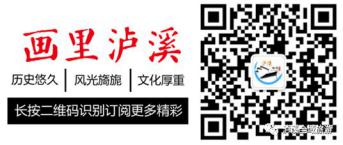 画里泸溪
历史悠久 风光旖旎 文化厚重
长按二维码识别订阅更多精彩